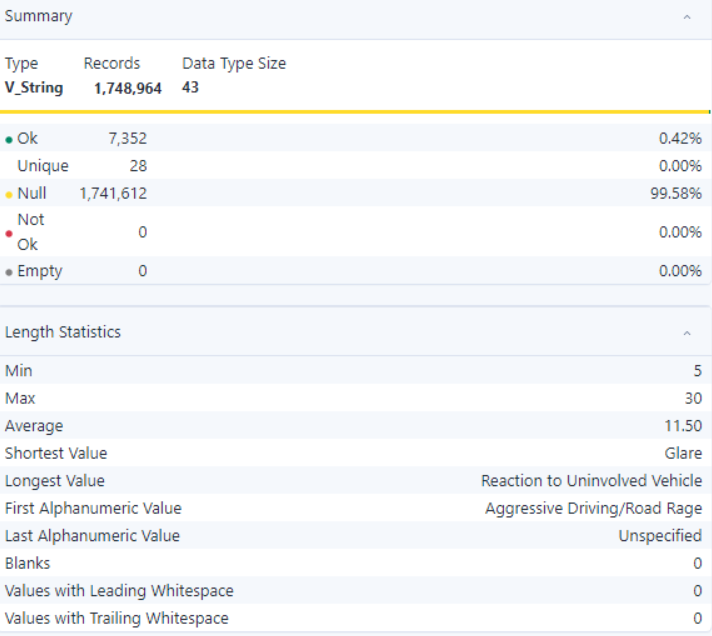 Summary
Type Records Data Type Size
V_String 1,748,964 43
Ok 7,352 0.42%
Unique 28 0.00%
Null 1,741,612 99.58%
Not
Ok 0 0.00%
Empty 0 0.00%
Length Statistics
Min 5
Max 30
Average 11.50
Shortest Value Glare
Longest Value Reaction to Uninvolved Vehicle
First Alphanumeric Value Aggressive Driving/Road Rage
Last Alphanumeric Value Unspecified
Blanks 0
Values with Leading Whitespace 0
Values with Trailing Whitespace 0